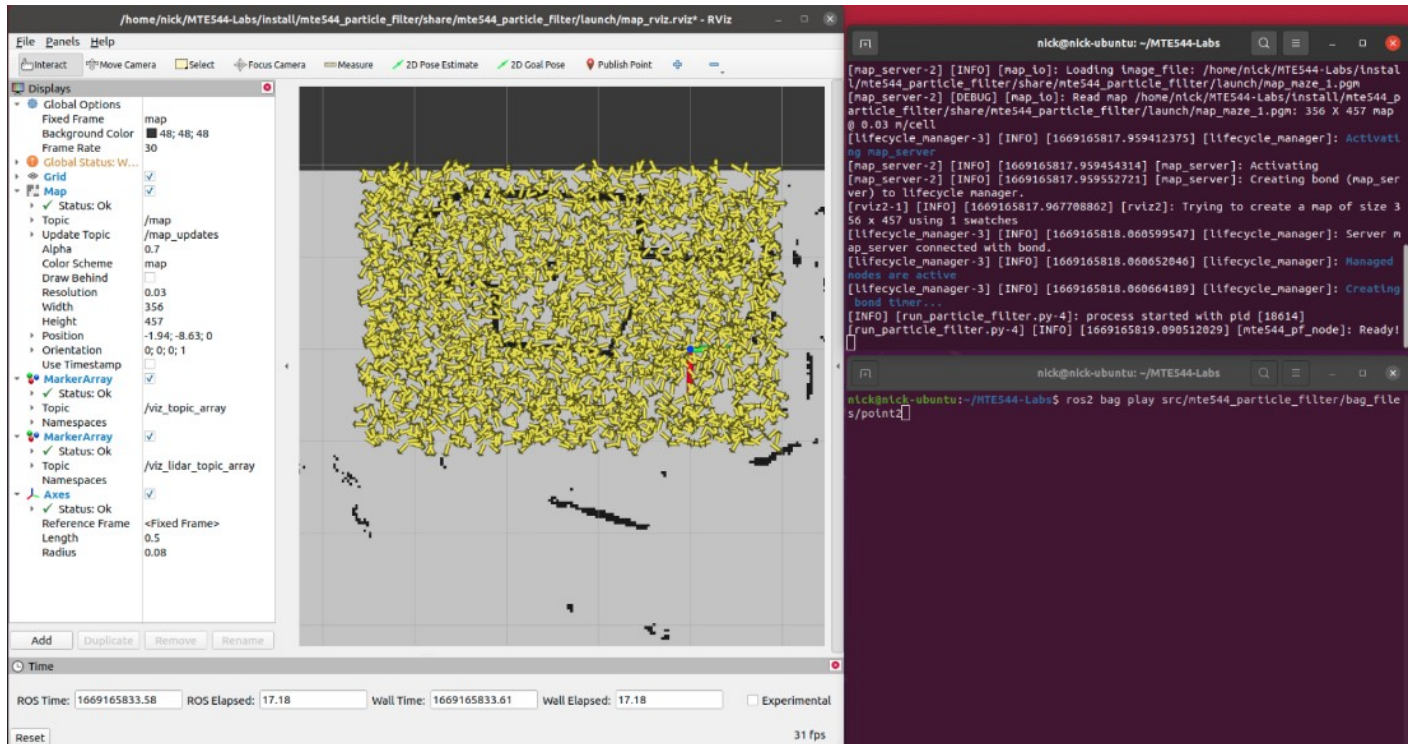 /home/nick/MTE544-Labs/install/mte544_particle_filter/share/mte544_particle_filter/launch/map_rviz.rviz* - RViz
File Panels Help
Interact Move Camera Select Focus Camera Measure 2D Pose Estimate 2D Goal Pose Publish Point
Displays
Global Options
Fixed Frame map
Background Color 48; 48; 48
Frame Rate 30
Global Status: W...
Grid
Map
Status: Ok
Topic /map
Update Topic /map_updates
Alpha 0.7
Color Scheme map
Draw Behind
Resolution 0.03
Width 356
Height 457
Position -1.94; -8.63; 0
Orientation 0; 0; 0; 1
Use Timestamp
MarkerArray
Status: Ok
Topic /viz_topic_array
Namespaces
MarkerArray
Status: Ok
Topic /viz_lidar_topic_array
Namespaces
Axes
Status: Ok
Reference Frame <Fixed Frame>
Length 0.5
Radius 0.08
Add Duplicate Remove Rename
Time
ROS Time: 1669165833.58 ROS Elapsed: 17.18 Wall Time: 1669165833.61 Wall Elapsed: 17.18 Experimental
Reset 31 fps
nick@nick-ubuntu: ~/MTE544-Labs
[map_server-2] [INFO] [map_io]: Loading image_file: /home/nick/MTE544-Labs/instal
l/mte544_particle_filter/share/mte544_particle_filter/launch/map_maze_1.pgm
[map_server-2] [DEBUG] [map_io]: Read map /home/nick/MTE544-Labs/install/mte544_p
article_filter/share/mte544_particle_filter/launch/map_maze_1.pgm: 356 X 457 map
@ 0.03 m/cell
[lifecycle_manager-3] [INFO] [1669165817.959412375] [lifecycle_manager]: Activati
ng map_server
[map_server-2] [INFO] [1669165817.959454314] [map_server]: Activating
[map_server-2] [INFO] [1669165817.959552721] [map_server]: Creating bond (map_ser
ver) to lifecycle manager.
[rviz2-1] [INFO] [1669165817.967708862] [rviz2]: Trying to create a map of size 3
56 x 457 using 1 swatches
[lifecycle_manager-3] [INFO] [1669165818.060599547] [lifecycle_manager]: Server m
ap_server connected with bond.
[lifecycle_manager-3] [INFO] [1669165818.060652046] [lifecycle_manager]: Managed
nodes are active
[lifecycle_manager-3] [INFO] [1669165818.060664189] [lifecycle_manager]: Creating
bond timer...
[INFO] [run_particle_filter.py-4]: process started with pid [18614]
[run_particle_filter.py-4] [INFO] [1669165819.090512029] [mte544_pf_node]: Ready!
nick@nick-ubuntu: ~/MTE544-Labs
nick@nick-ubuntu:~/MTE544-Labs$ ros2 bag play src/mte544_particle_filter/bag_file
s/point2